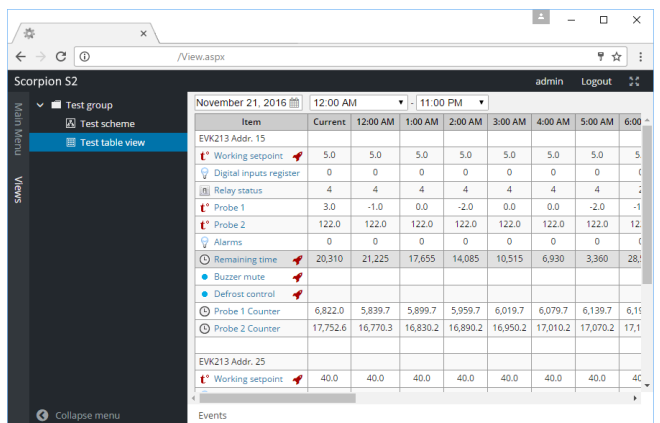 /View.aspx
Scorpion S2 admin Logout
Main Menu
Views
Test group
Test scheme
Test table view
Collapse menu
November 21, 2016 12:00 AM - 11:00 PM
Item Current 12:00 AM 1:00 AM 2:00 AM 3:00 AM 4:00 AM 5:00 AM 6:00
EVK213 Addr. 15
t° Working setpoint 5.0 5.0 5.0 5.0 5.0 5.0 5.0 5.
Digital inputs register 0 0 0 0 0 0 0
Relay status 4 4 4 4 4 4 4
t° Probe 1 3.0 -1.0 0.0 -2.0 0.0 0.0 -2.0 -1
t° Probe 2 122.0 122.0 122.0 122.0 122.0 122.0 122.0 12
Alarms 0 0 0 0 0 0 0
Remaining time 20,310 21,225 17,655 14,085 10,515 6,930 3,360 28,
Buzzer mute
Defrost control
Probe 1 Counter 6,822.0 5,839.7 5,899.7 5,959.7 6,019.7 6,079.7 6,139.7 6,19
Probe 2 Counter 17,752.6 16,770.3 16,830.2 16,890.2 16,950.2 17,010.2 17,070.2 17,1
EVK213 Addr. 25
t° Working setpoint 40.0 40.0 40.0 40.0 40.0 40.0 40.0 40
Events